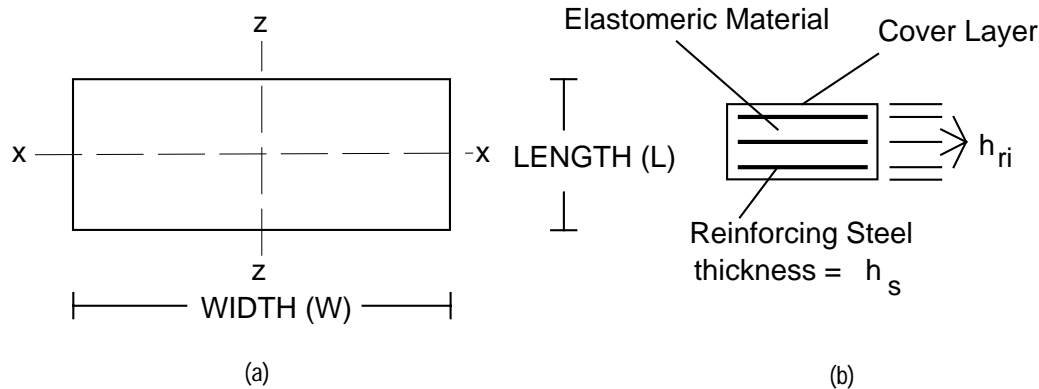 z
x
x
z
LENGTH (L)
WIDTH (W)
(a)
Elastomeric Material
Cover Layer
h ri
Reinforcing Steel
thickness = h s
(b)